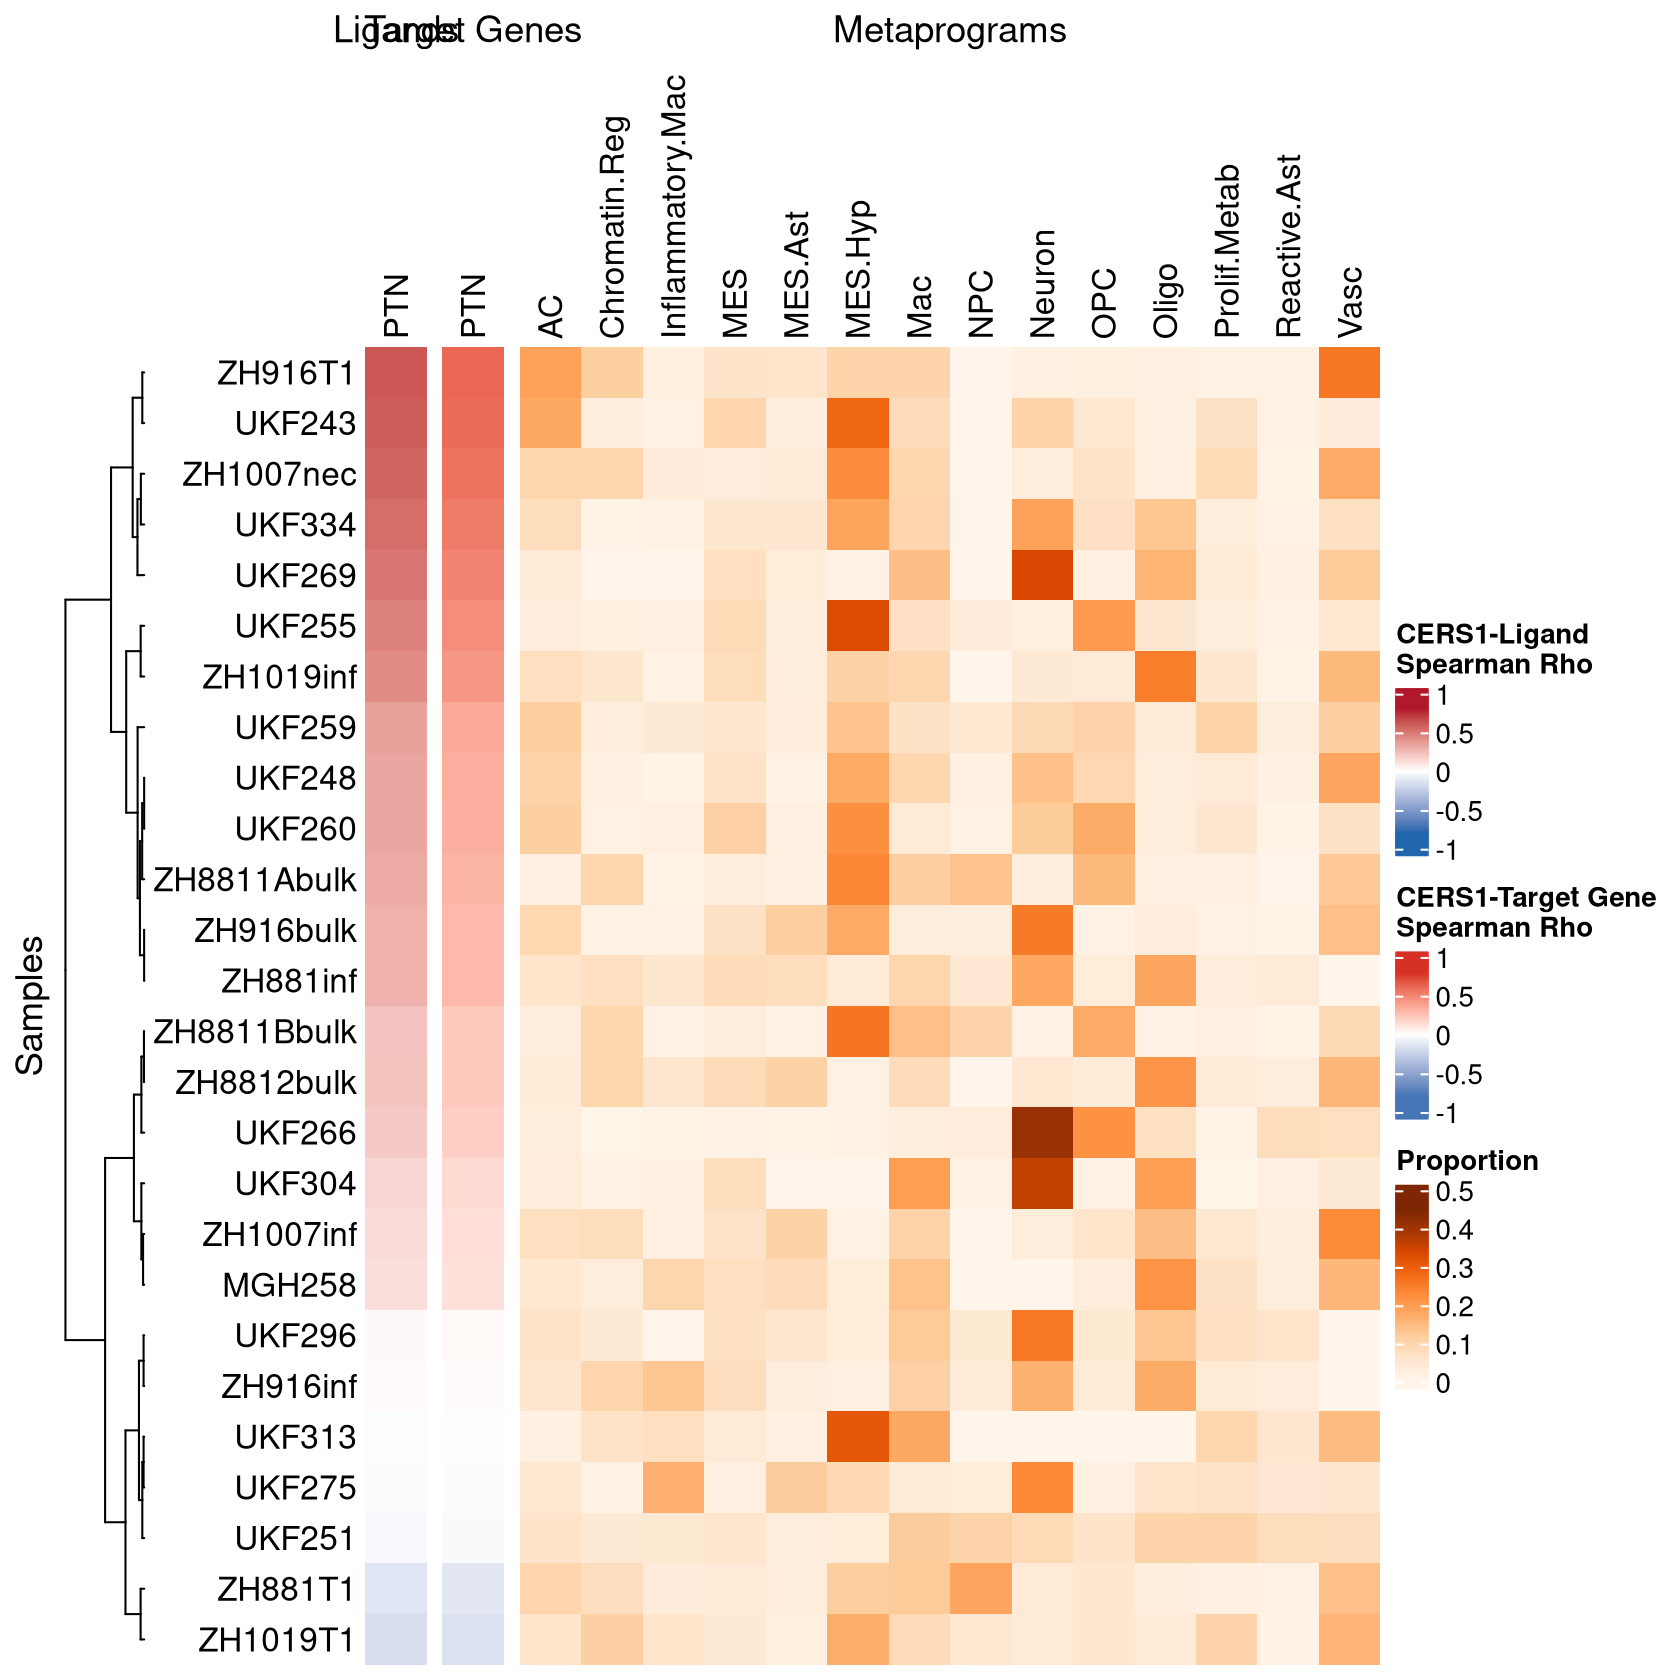 Ligands
Target Genes
Metaprograms
PTN
PTN
AC
Chromatin.Reg
Inflammatory.Mac
MES
MES.Ast
MES.Hyp
Mac
NPC
Neuron
OPC
Oligo
Prolif.Metab
Reactive.Ast
Vasc
Samples
ZH916T1
UKF243
ZH1007nec
UKF334
UKF269
UKF255
ZH1019inf
UKF259
UKF248
UKF260
ZH8811Abulk
ZH916bulk
ZH881inf
ZH8811Bbulk
ZH8812bulk
UKF266
UKF304
ZH1007inf
MGH258
UKF296
ZH916inf
UKF313
UKF275
UKF251
ZH881T1
ZH1019T1
CERS1-Ligand
Spearman Rho
1
0.5
0
-0.5
-1
CERS1-Target Gene
Spearman Rho
1
0.5
0
-0.5
-1
Proportion
0.5
0.4
0.3
0.2
0.1
0